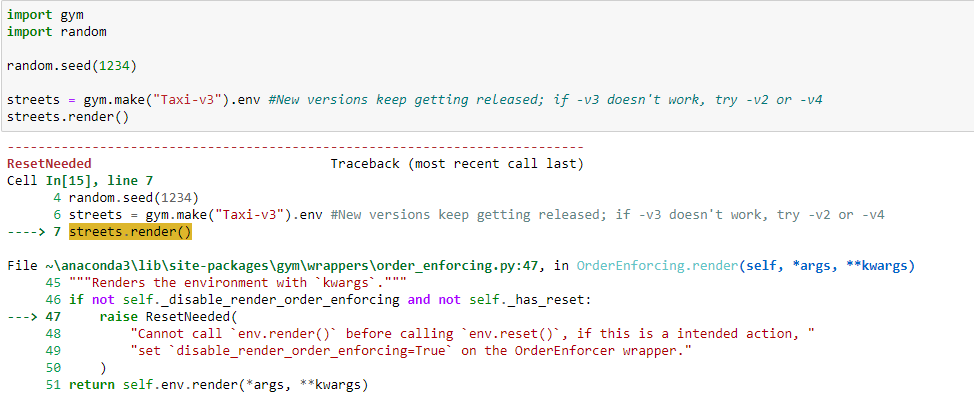 import gym
import random
random.seed(1234)
streets = gym.make("Taxi-v3").env #New versions keep getting released; if -v3 doesn't work, try -v2 or -v4
streets.render()
---------------------------------------------------------------------------
ResetNeeded                               Traceback (most recent call last)
Cell In[15], line 7
      4 random.seed(1234)
      6 streets = gym.make("Taxi-v3").env #New versions keep getting released; if -v3 doesn't work, try -v2 or -v4
----> 7 streets.render()
File ~\anaconda3\lib\site-packages\gym\wrappers\order_enforcing.py:47, in OrderEnforcing.render(self, *args, **kwargs)
     45 """Renders the environment with `kwargs`."""
     46 if not self._disable_render_order_enforcing and not self._has_reset:
---> 47     raise ResetNeeded(
     48         "Cannot call `env.render()` before calling `env.reset()`, if this is a intended action, "
     49         "set `disable_render_order_enforcing=True` on the OrderEnforcer wrapper."
     50     )
     51 return self.env.render(*args, **kwargs)